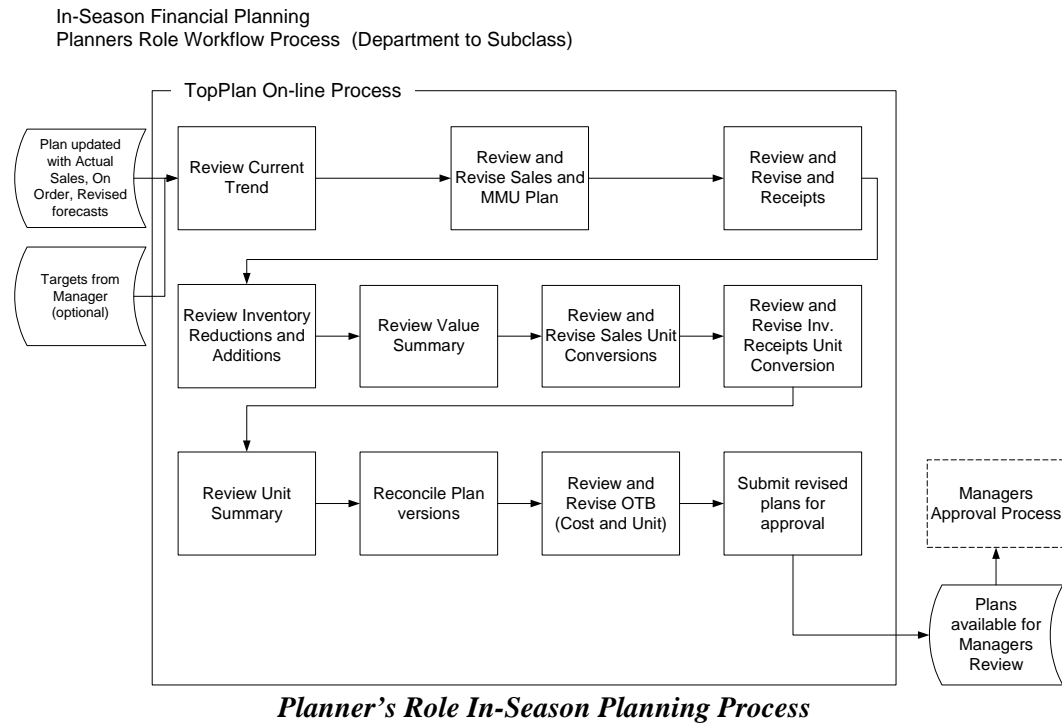 In-Season Financial Planning
Planners Role Workflow Process (Department to Subclass)
TopPlan On-line Process
Plan updated
with Actual
Sales, On
Order, Revised
forecasts
Review Current
Trend
Review and
Revise Sales and
MMU Plan
Review and
Revise and
Receipts
Targets from
Manager
(optional)
Review Inventory
Reductions and
Additions
Review Value
Summary
Review and
Revise Sales Unit
Conversions
Review and
Revise Inv.
Receipts Unit
Conversion
Review Unit
Summary
Reconcile Plan
versions
Review and
Revise OTB
(Cost and Unit)
Submit revised
plans for
approval
Managers
Approval Process
Plans
available for
Managers
Review
Planner's Role In-Season Planning Process